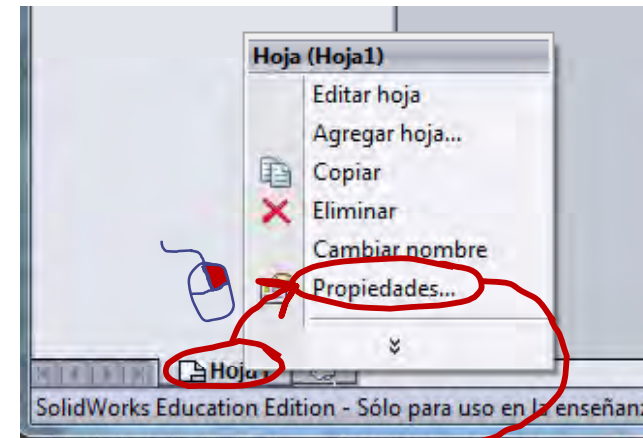 Hoja (Hoja1)
Editar hoja
Agregar hoja...
Copiar
Eliminar
Cambiar nombre
Propiedades...
Hoja1
SolidWorks Education Edition - Sólo para uso en la